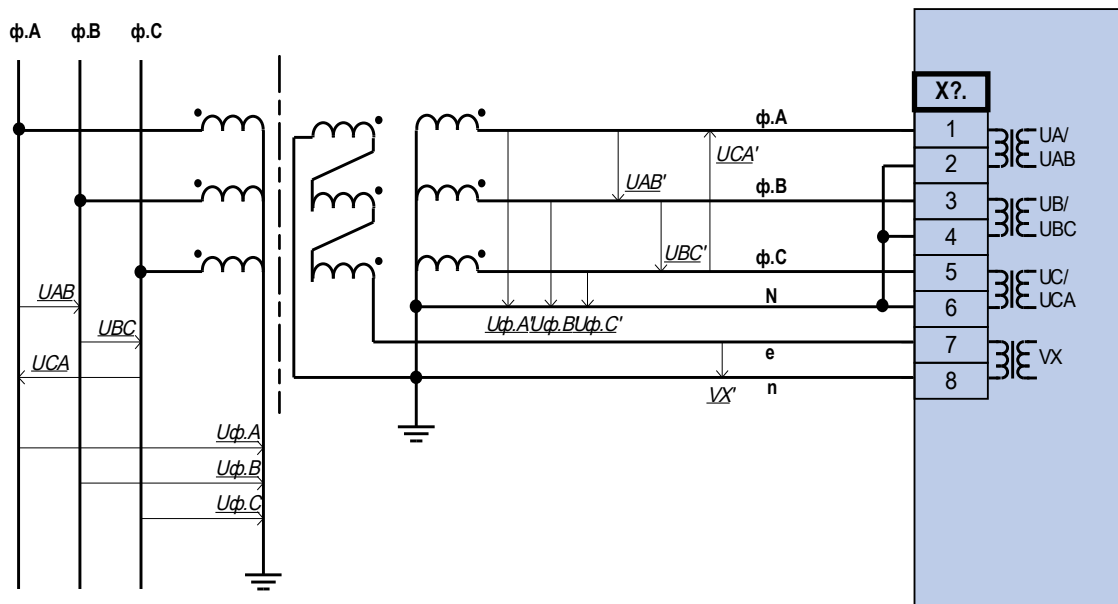 ф.A ф.B ф.C
X?.
ф.A
1
UA/
UAB
UCA'
2
UAB'
ф.B
3
UB/
UBC
4
UBC'
ф.C
5
UC/
UCA
UAB
N
6
Uф.A' Uф.B' Uф.C'
UBC
7
e
VX
UCA
8
n
VX'
Uф.A
Uф.B
Uф.C